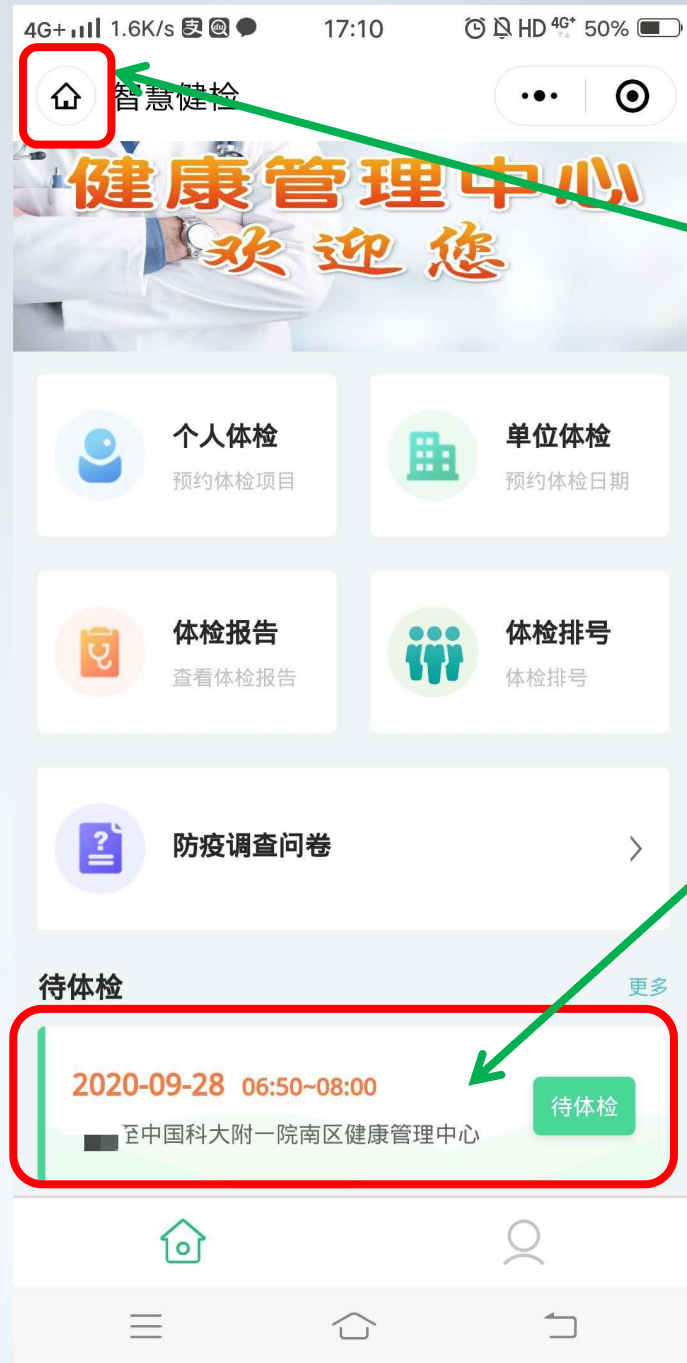 4G+ 1.6K/s 支 du 17:10 HD 4G+ 50%
智慧健检
健康管理中心
欢迎您
个人体检
预约体检项目
单位体检
预约体检日期
体检报告
查看体检报告
体检排号
体检排号
防疫调查问卷
待体检 更多
2020-09-28 06:50~08:00
至中国科大附一院南区健康管理中心
待体检